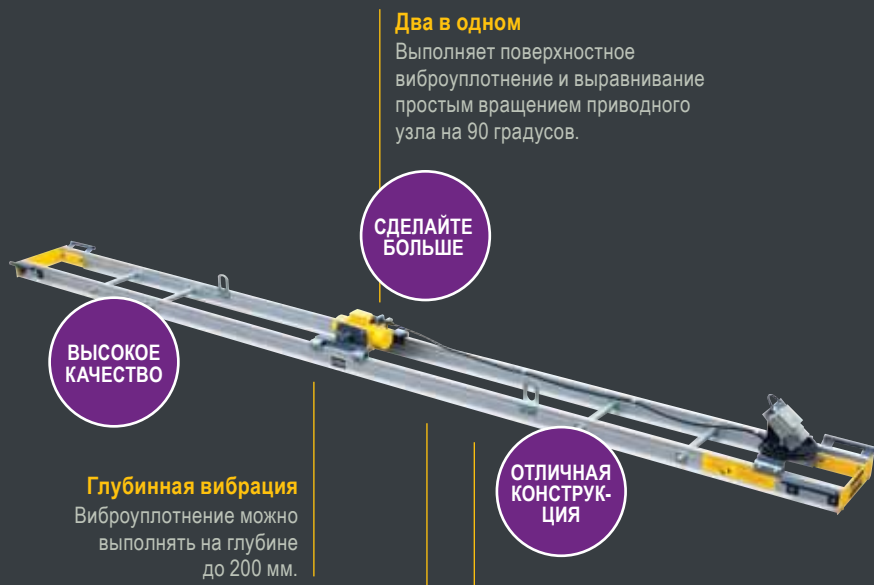 Два в одном
Выполняет поверхностное
виброуплотнение и выравнивание
простым вращением приводного
узла на 90 градусов.
СДЕЛАЙТЕ
БОЛЬШЕ
ВЫСОКОЕ
КАЧЕСТВО
ОТЛИЧНАЯ
КОНСТРУК-
ЦИЯ
Глубинная вибрация
Виброуплотнение можно
выполнять на глубине
до 200 мм.